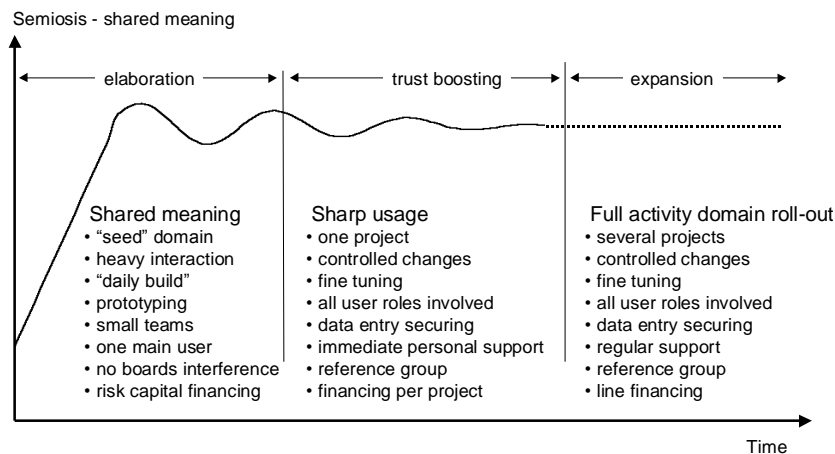 Semiosis - shared meaning
elaboration
trust boosting
expansion
Shared meaning
• “seed” domain
• heavy interaction
• “daily build”
• prototyping
• small teams
• one main user
• no boards interference
• risk capital financing
Sharp usage
• one project
• controlled changes
• fine tuning
• all user roles involved
• data entry securing
• immediate personal support
• reference group
• financing per project
Full activity domain roll-out
• several projects
• controlled changes
• fine tuning
• all user roles involved
• data entry securing
• regular support
• reference group
• line financing
Time